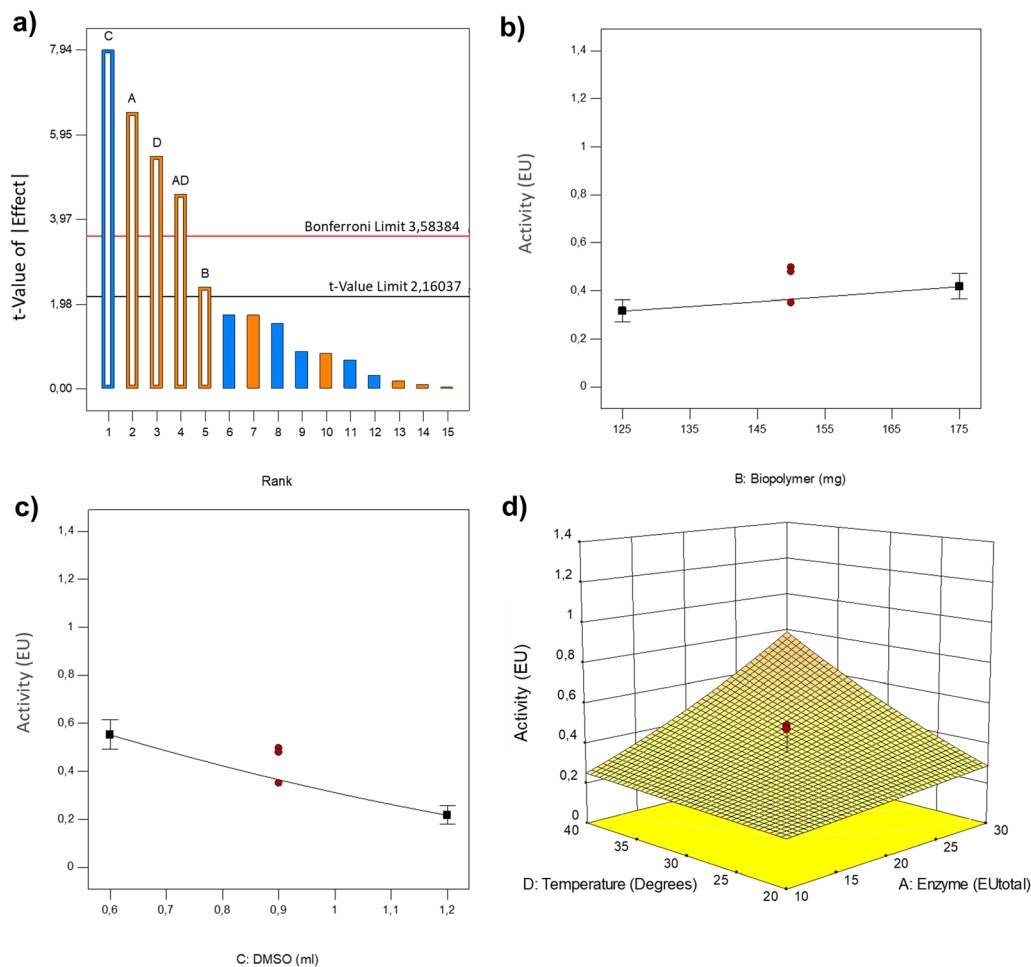 a)
C
7,94
A
5,95
D
AD
3,97
Bonferroni Limit 3,58384
B
t-Value Limit 2,16037
1,98
0,00
t-Value of |Effect|
1 2 3 4 5 6 7 8 9 10 11 12 13 14 15
Rank
b)
1,4
1,2
1
0,8
0,6
0,4
0,2
0
Activity (EU)
125 135 145 155 165 175
B: Biopolymer (mg)
c)
1,4
1,2
1
0,8
0,6
0,4
0,2
0
Activity (EU)
0,6 0,7 0,8 0,9 1 1,1 1,2
C: DMSO (ml)
d)
1,4
1,2
1
0,8
0,6
0,4
0,2
0
Activity (EU)
40 35 30 25 20
D: Temperature (Degrees)
10 15 20 25 30
A: Enzyme (EUtotal)